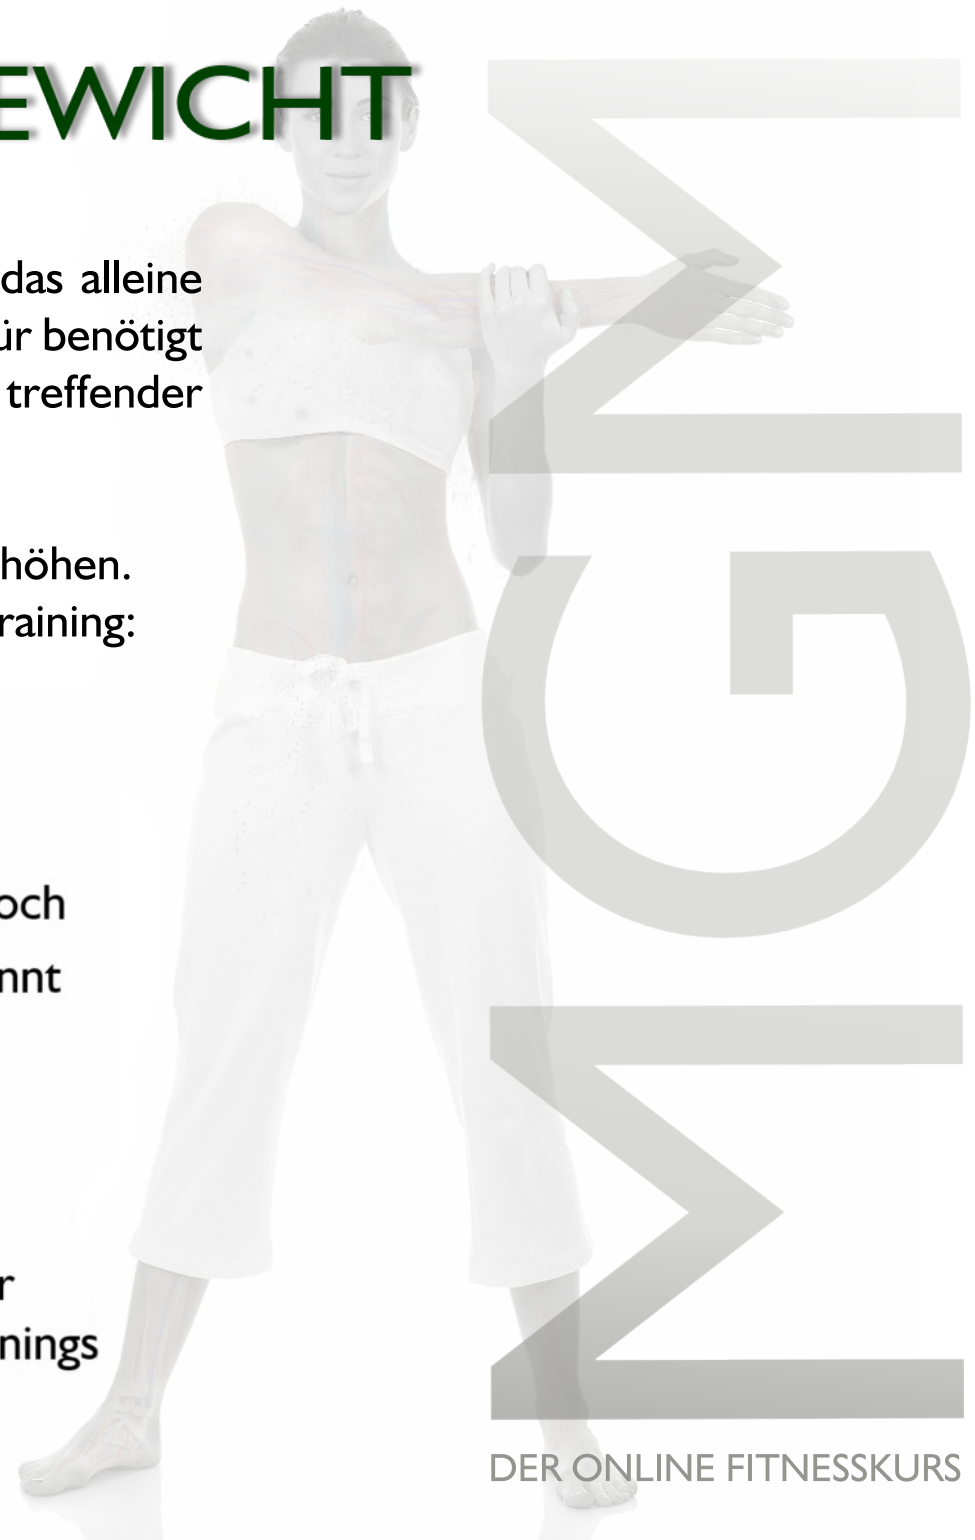 EWICHT
das alleine
ür benötigt
treffender
höhen.
raining:
och
nnt
r
nings
MGM
DER ONLINE FITNESSKURS